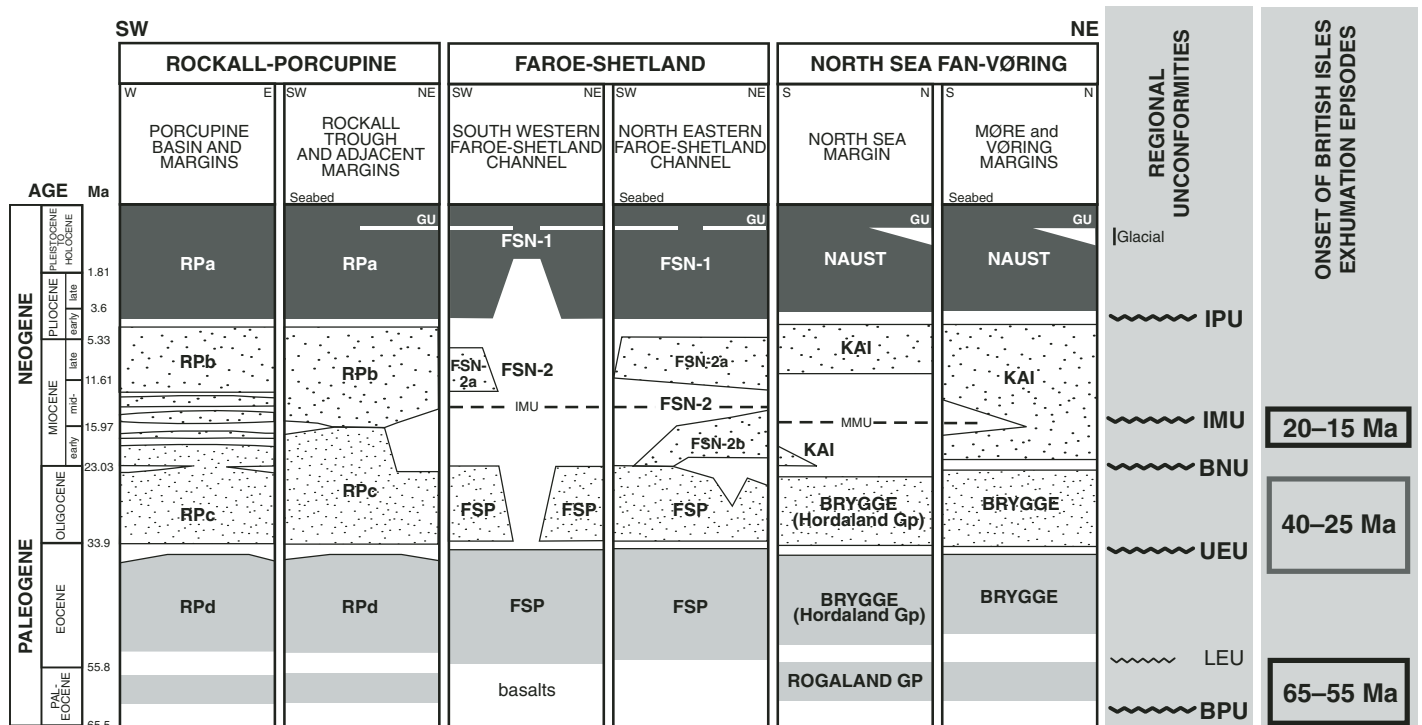 SW
NE
ROCKALL-PORCUPINE
FAROE-SHETLAND
NORTH SEA FAN-VØRING
W
E
SW
NE
SW
NE
SW
NE
S
N
S
N
PORCUPINE
BASIN AND
MARGINS
ROCKALL
TROUGH
AND ADJACENT
MARGINS
SOUTH WESTERN
FAROE-SHETLAND
CHANNEL
NORTH EASTERN
FAROE-SHETLAND
CHANNEL
NORTH SEA
MARGIN
MØRE and
VØRING
MARGINS
REGIONAL
UNCONFORMITIES
ONSET OF BRITISH ISLES
EXHUMATION EPISODES
AGE
Ma
Seabed
Seabed
Seabed
NEOGENE
PALEOGENE
PLEISTOCENE
TO
HOLOCENE
PLIOCENE
late
early
MIOCENE
late
mid-
early
OLIGOCENE
EOCENE
PAL-
EOCENE
1.81
3.6
5.33
11.61
15.97
23.03
33.9
55.8
65.5
RPa
RPb
RPc
RPd
GU
RPa
RPb
RPc
RPd
FSN-1
FSN-
2a
FSN-2
IMU
FSP
FSP
FSP
basalts
GU
FSN-1
FSN-2a
FSN-2
FSN-2b
FSP
FSP
GU
NAUST
KAI
MMU
KAI
BRYGGE
(Hordaland Gp)
BRYGGE
(Hordaland Gp)
ROGALAND GP
GU
NAUST
KAI
BRYGGE
BRYGGE
Glacial
IPU
IMU
BNU
UEU
LEU
BPU
20–15 Ma
40–25 Ma
65–55 Ma